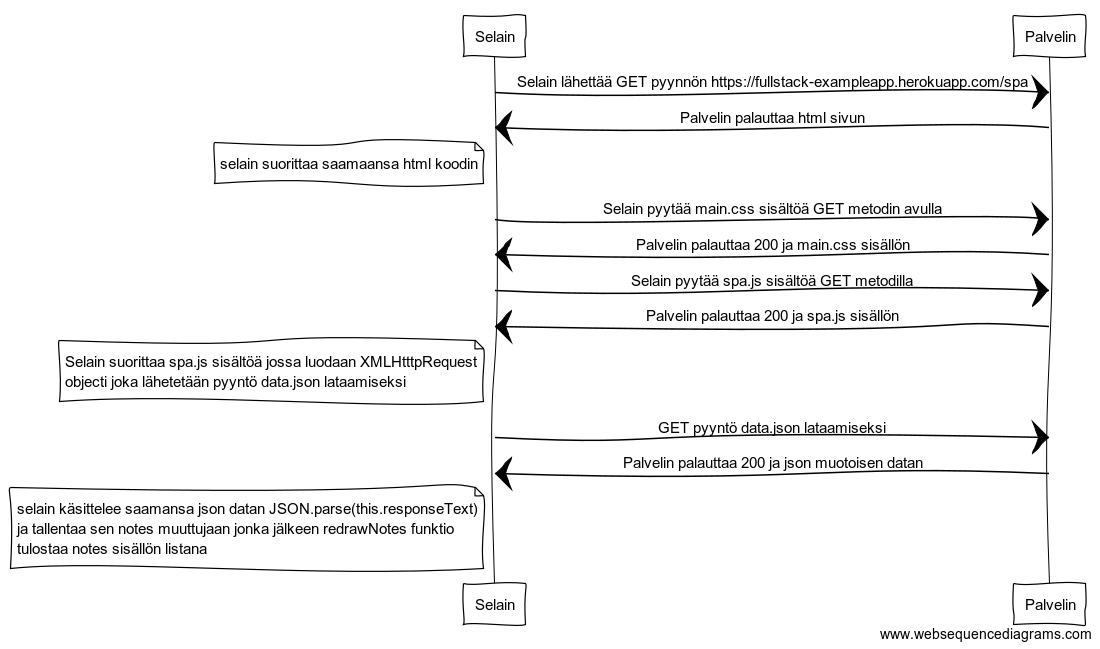 Selain
Palvelin
Selain lähettää GET pyynnön https://fullstack-exampleapp.herokuapp.com/spa
Palvelin palauttaa html sivun
selain suorittaa saamaansa html koodin
Selain pyytää main.css sisältöä GET metodin avulla
Palvelin palauttaa 200 ja main.css sisällön
Selain pyytää spa.js sisältöä GET metodilla
Palvelin palauttaa 200 ja spa.js sisällön
Selain suorittaa spa.js sisältöä jossa luodaan XMLHtttpRequest
objecti joka lähetetään pyyntö data.json lataamiseksi
GET pyyntö data.json lataamiseksi
Palvelin palauttaa 200 ja json muotoisen datan
selain käsittelee saamansa json datan JSON.parse(this.responseText)
ja tallentaa sen notes muuttujaan jonka jälkeen redrawNotes funktio
tulostaa notes sisällön listana
Selain
Palvelin
www.websequencediagrams.com